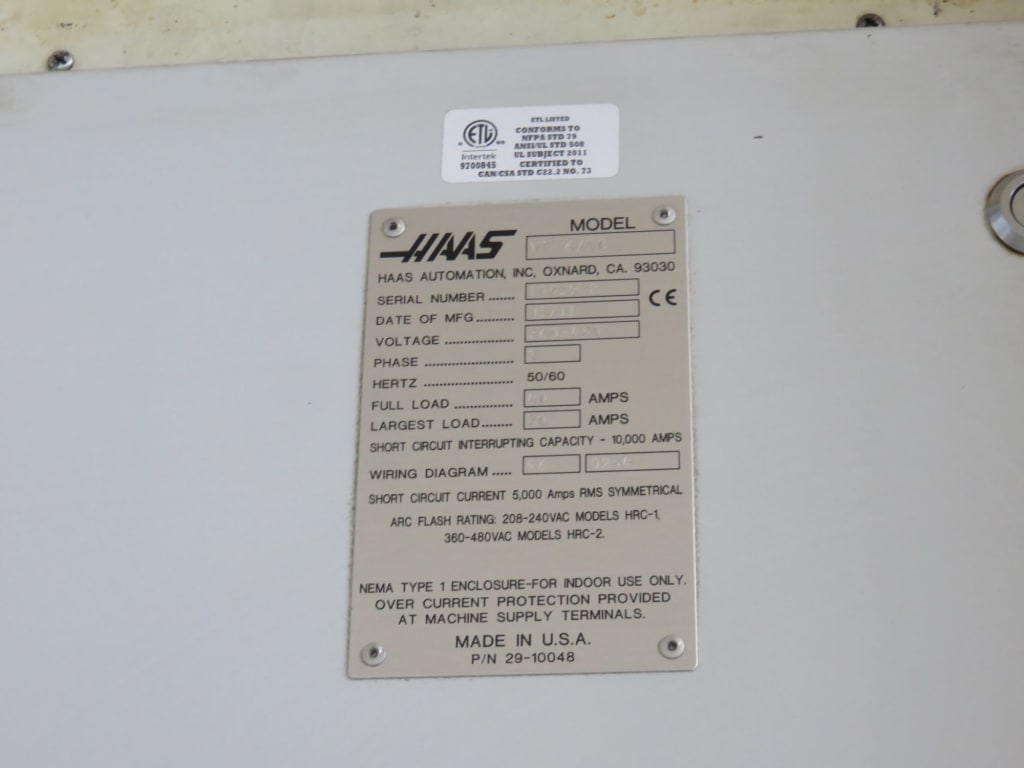 ETL LISTED
CONFORMS TO
NFPA STD 79
ANSI/UL STD 508
UL SUBJECT 2011
CERTIFIED TO
CAN/CSA STD C22.2 NO. 73
ETL
Intertek
9700845
HAAS
MODEL
HAAS AUTOMATION, INC, OXNARD, CA. 93030
SERIAL NUMBER .......
CE
DATE OF MFG..........
VOLTAGE ..................
PHASE .......................
HERTZ ....................... 50/60
FULL LOAD ............... AMPS
LARGEST LOAD........ AMPS
SHORT CIRCUIT INTERRUPTING CAPACITY - 10,000 AMPS
WIRING DIAGRAM .....
SHORT CIRCUIT CURRENT 5,000 Amps RMS SYMMETRICAL
ARC FLASH RATING: 208-240VAC MODELS HRC-1,
360-480VAC MODELS HRC-2.
NEMA TYPE 1 ENCLOSURE-FOR INDOOR USE ONLY.
OVER CURRENT PROTECTION PROVIDED
AT MACHINE SUPPLY TERMINALS.
MADE IN U.S.A.
P/N 29-10048